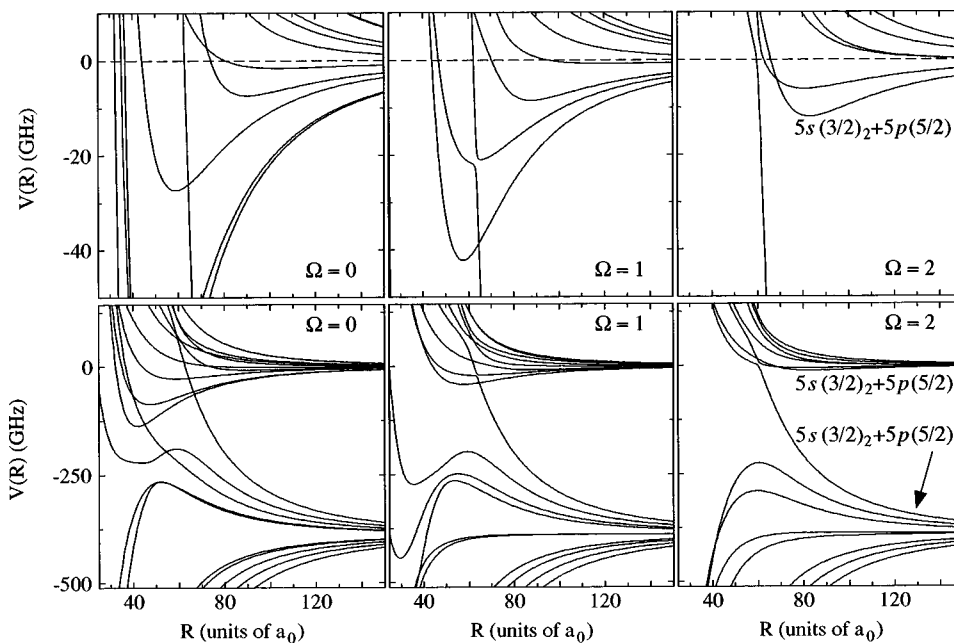 0
-20
-40
V(R) (GHz)
Ω = 0
Ω = 1
5s(3/2)₂+5p(5/2)
Ω = 2
0
-250
-500
V(R) (GHz)
Ω = 0
Ω = 1
Ω = 2
5s(3/2)₂+5p(5/2)
5s(3/2)₂+5p(5/2)
40 80 120
40 80 120
40 80 120
R (units of a₀)
R (units of a₀)
R (units of a₀)